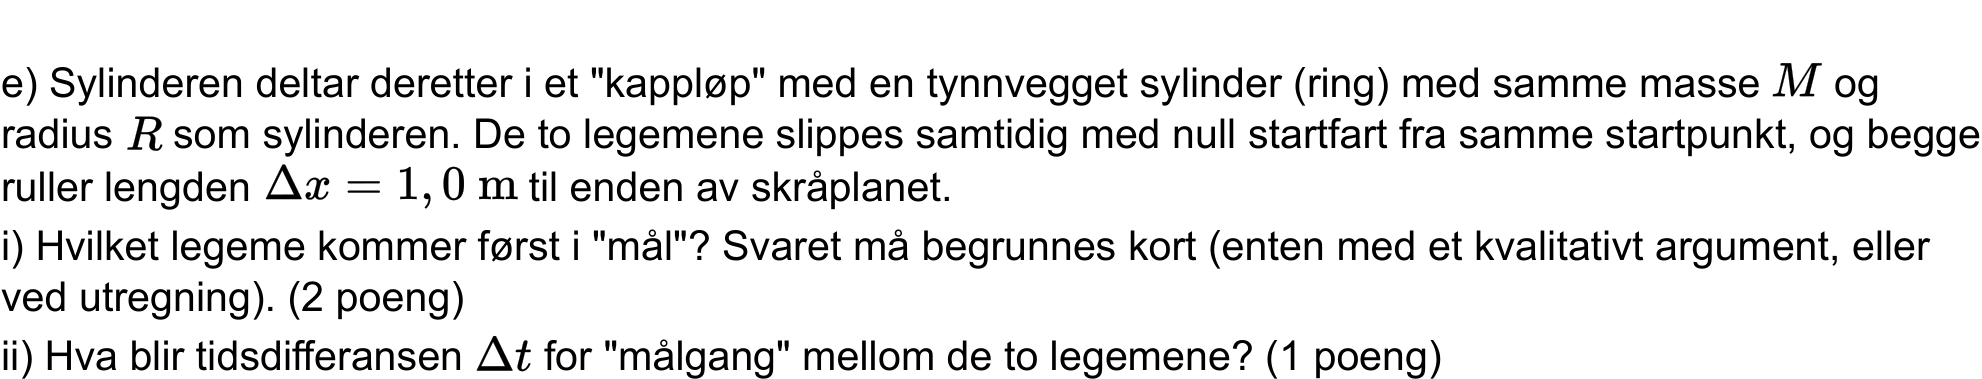 e) Sylinderen deltar deretter i et "kappløp" med en tynnvegget sylinder (ring) med samme masse M og
radius R som sylinderen. De to legemene slippes samtidig med null startfart fra samme startpunkt, og begge
ruller lengden Δx = 1,0 m til enden av skråplanet.
i) Hvilket legeme kommer først i "mål"? Svaret må begrunnes kort (enten med et kvalitativt argument, eller
ved utregning). (2 poeng)
ii) Hva blir tidsdifferansen Δt for "målgang" mellom de to legemene? (1 poeng)